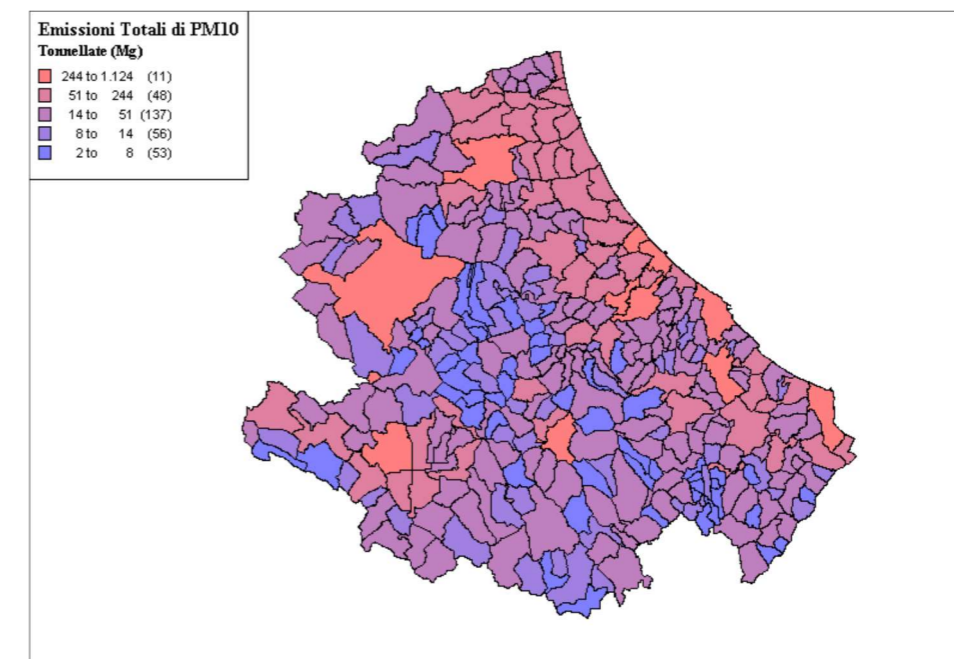 Emissioni Totali di PM10
Tonnellate (Mg)
244 to 1.124 (11)
51 to 244 (48)
14 to 51 (137)
8 to 14 (56)
2 to 8 (53)